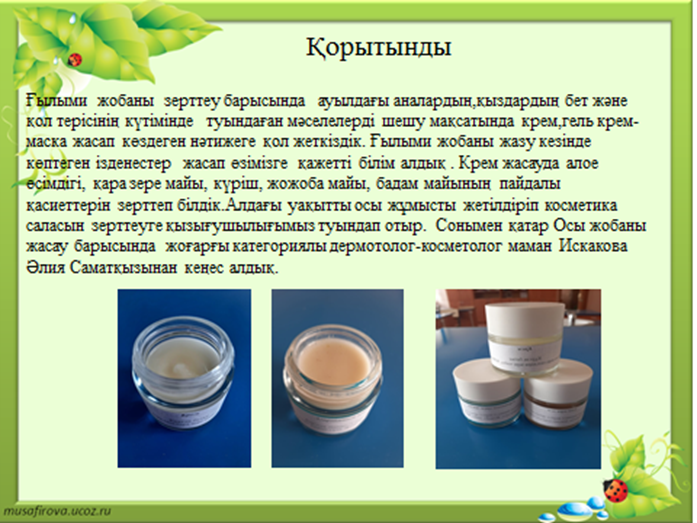 Қорытынды
Ғылыми жобаны зерттеу барысында ауылдағы аналардың,қыздардың бет және
қол терісінің күтімінде туындаған мәселелерді шешу мақсатында крем,гель крем-
маска жасап көздеген нәтижеге қол жеткіздік. Ғылыми жобаны жазу кезінде
көптеген ізденестер жасап өзімізге қажетті білім алдық . Крем жасауда алое
өсімдігі, қара зере майы, күріш, жожоба майы, бадам майының пайдалы
қасиеттерін зерттеп білдік.Алдағы уақытты осы жұмысты жетілдіріп косметика
саласын зерттеуге қызығушылығымыз туындап отыр. Сонымен қатар Осы жобаны
жасау барысында жоғарғы категориялы дермотолог-косметолог маман Искакова
Әлия Саматқызынан кеңес алдық.
musafirova.ucoz.ru